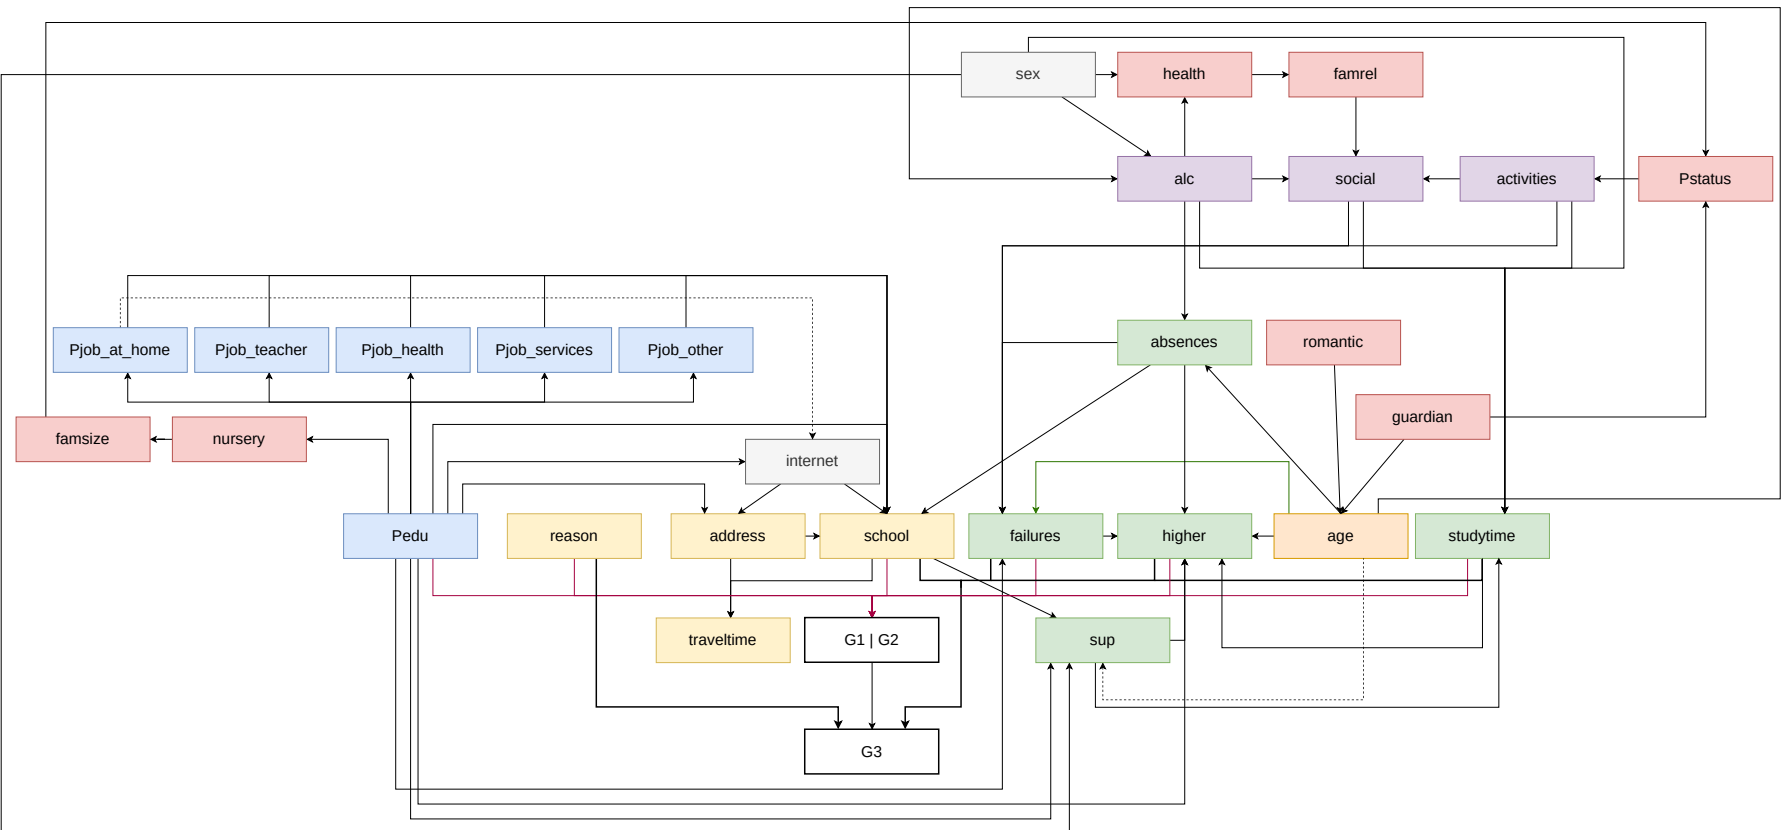 sex
health
famrel
alc
social
activities
Pstatus
Pjob_at_home
Pjob_teacher
Pjob_health
Pjob_services
Pjob_other
absences
romantic
guardian
famsize
nursery
internet
Pedu
reason
address
school
failures
higher
age
studytime
traveltime
G1 | G2
sup
G3